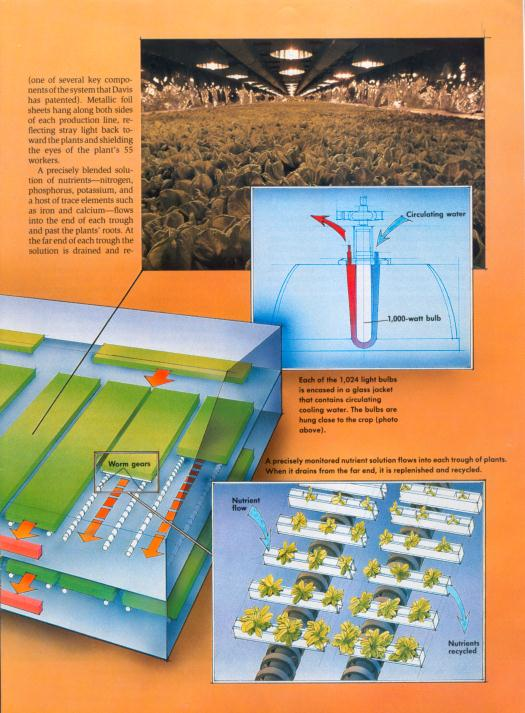 (one of several key compo-
nents of the system that Davis
has patented). Metallic foil
sheets hang along both sides
of each production line, re-
flecting stray light back to-
ward the plants and shielding
the eyes of the plant's 55
workers.
A precisely blended solu-
tion of nutrients—nitrogen,
phosphorus, potassium, and
a host of trace elements such
as iron and calcium—flows
into the end of each trough
and past the plants' roots. At
the far end of each trough the
solution is drained and re-
Circulating water
1,000-watt bulb
Each of the 1,024 light bulbs
is encased in a glass jacket
that contains circulating
cooling water. The bulbs are
hung close to the crop (photo
above).
Worm gears
A precisely monitored nutrient solution flows into each trough of plants.
When it drains from the far end, it is replenished and recycled.
Nutrient
flow
Nutrients
recycled